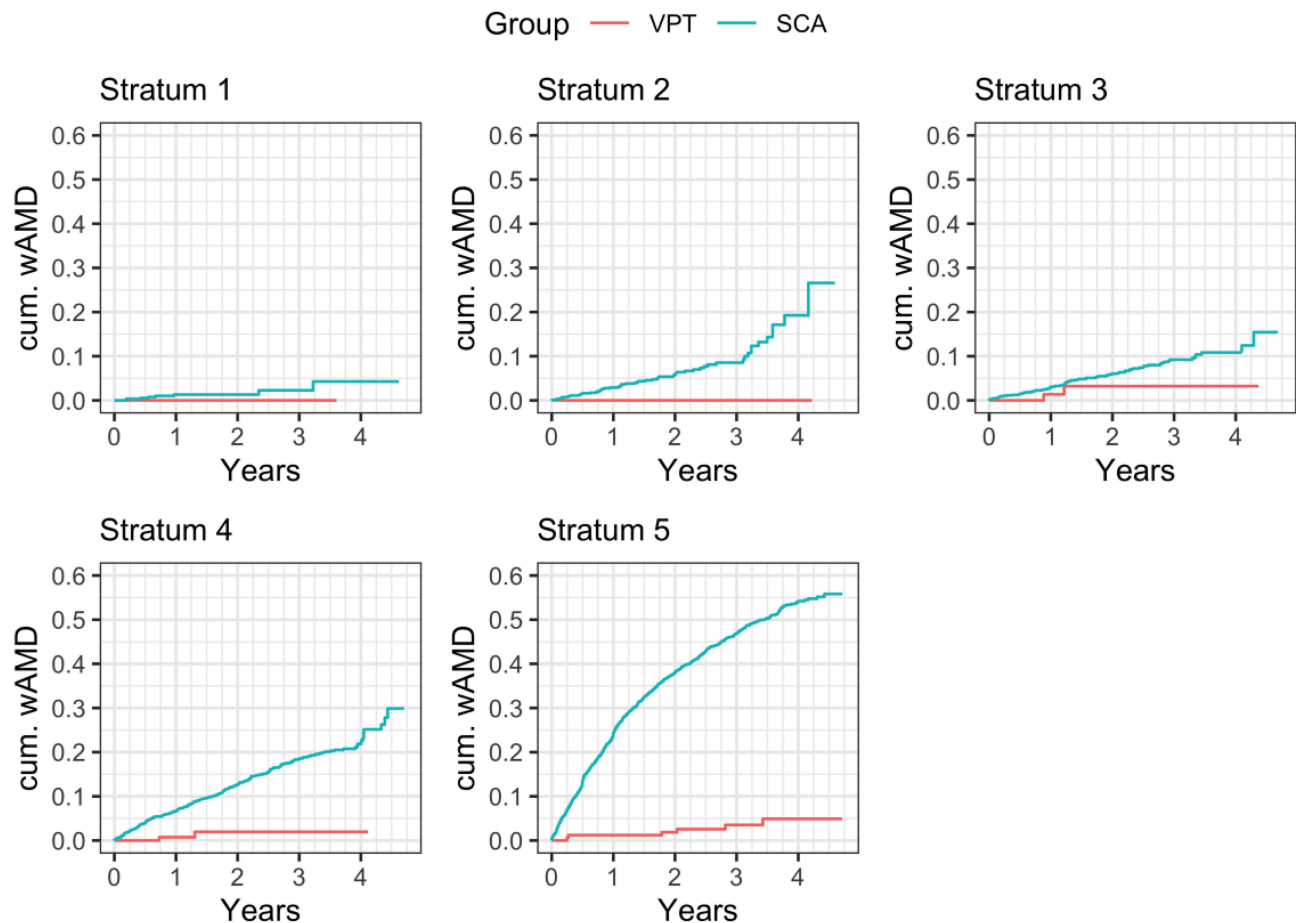 Group VPT SCA
Stratum 1
0.6
0.5
0.4
0.3
0.2
0.1
0.0
cum. wAMD
0 1 2 3 4
Years
Stratum 2
0.6
0.5
0.4
0.3
0.2
0.1
0.0
cum. wAMD
0 1 2 3 4
Years
Stratum 3
0.6
0.5
0.4
0.3
0.2
0.1
0.0
cum. wAMD
0 1 2 3 4
Years
Stratum 4
0.6
0.5
0.4
0.3
0.2
0.1
0.0
cum. wAMD
0 1 2 3 4
Years
Stratum 5
0.6
0.5
0.4
0.3
0.2
0.1
0.0
cum. wAMD
0 1 2 3 4
Years